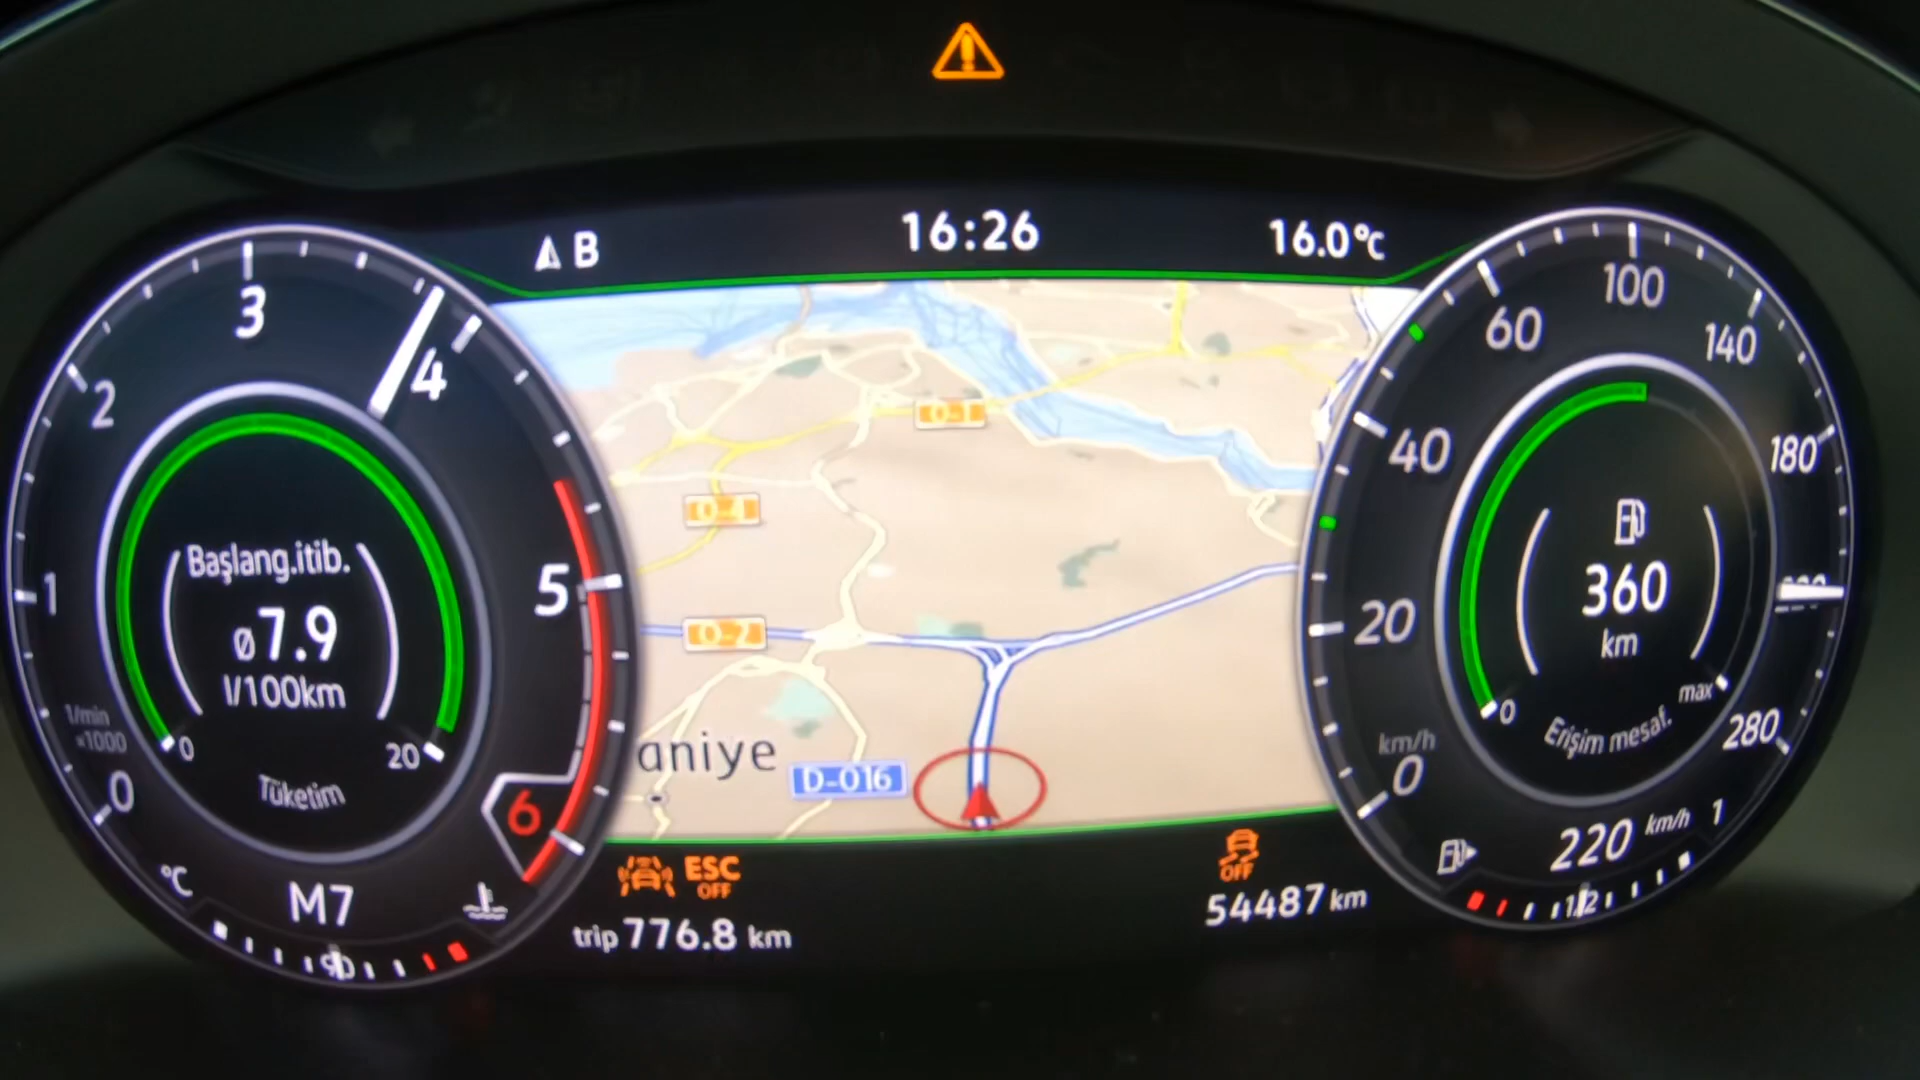 B
16:26
16.0°C
3
4
2
1
0
5
6
1/min
x1000
Başlang.itib.
ø7.9
l/100km
0
20
Tüketim
°C
M7
90
O-1
O-4
O-2
aniye
D-016
ESC
OFF
trip 776.8 km
OFF
54487 km
100
60
140
40
180
20
0
280
km/h
360
km
0
max
Erişim mesaf.
220 km/h 1
1/2